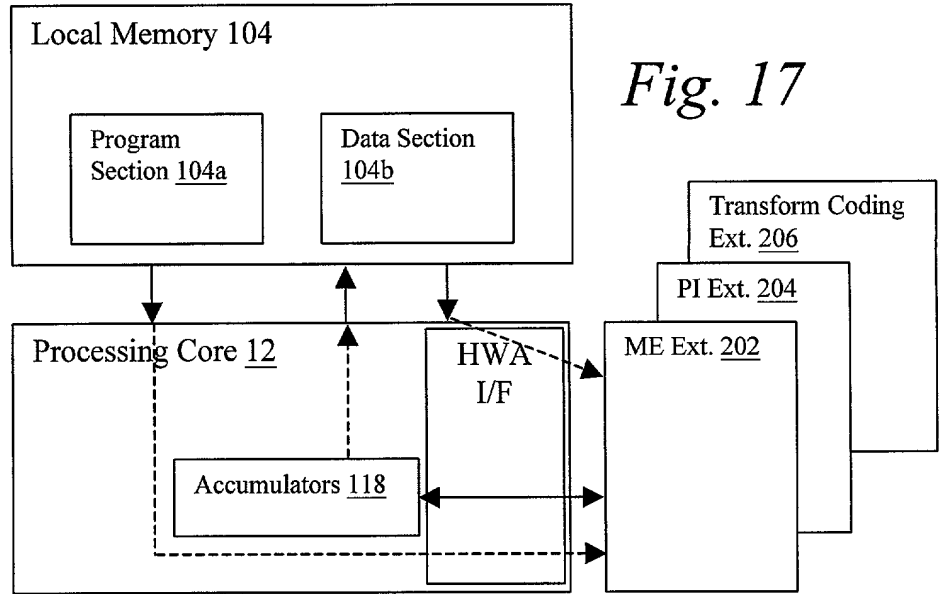 Local Memory 104
Fig. 17
Program
Section 104a
Data Section
104b
Transform Coding
Ext. 206
PI Ext. 204
ME Ext. 202
Processing Core 12
HWA
I/F
Accumulators 118